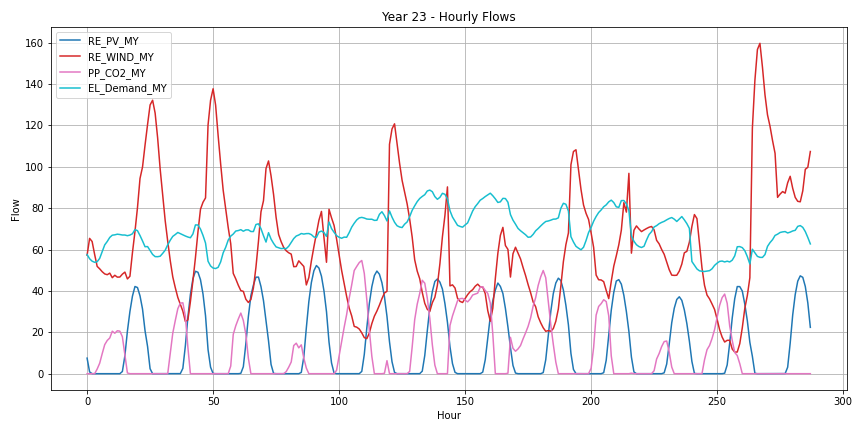 Year 23 - Hourly Flows
RE_PV_MY
RE_WIND_MY
PP_CO2_MY
EL_Demand_MY
160
140
120
100
80
60
40
20
0
Flow
0
50
100
150
200
250
300
Hour